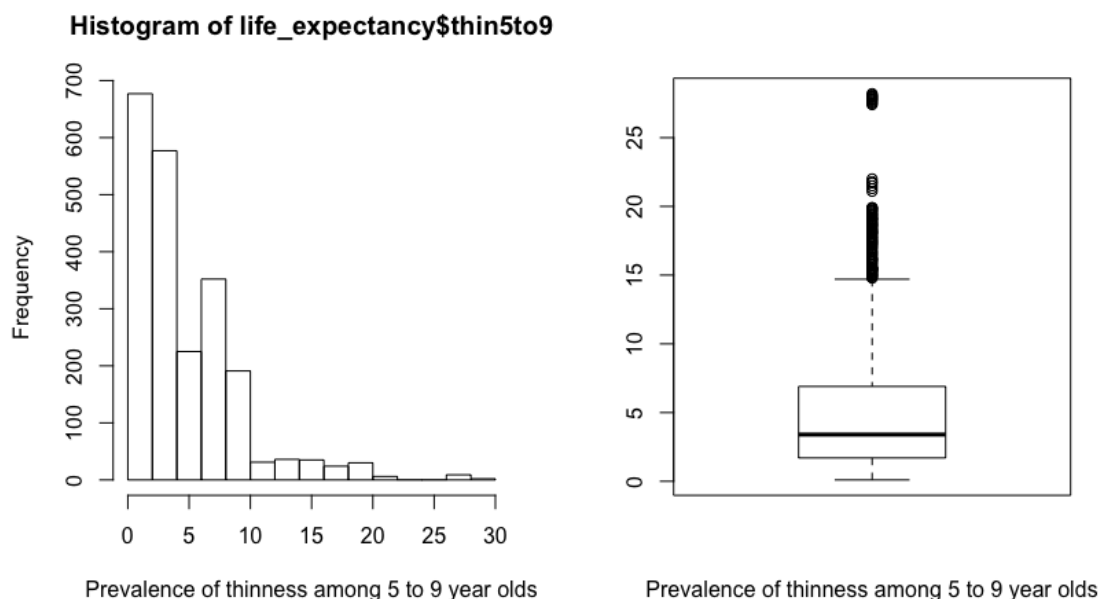 Histogram of life_expectancy$thin5to9
Frequency
700
600
500
400
300
200
100
0
0 5 10 15 20 25 30
Prevalence of thinness among 5 to 9 year olds
25
20
15
10
5
0
Prevalence of thinness among 5 to 9 year olds